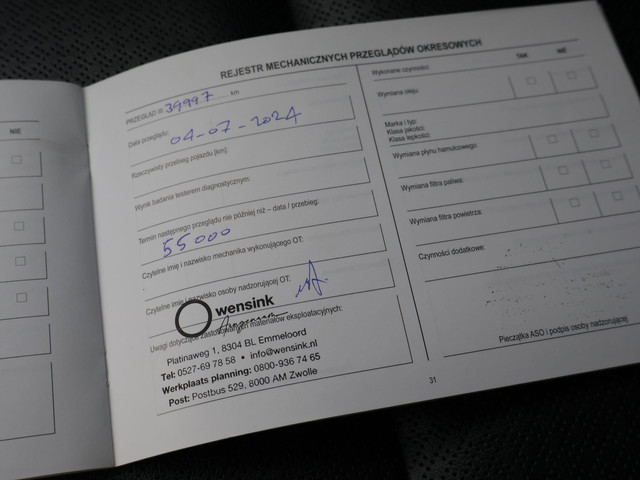 REJESTR MECHANICZNYCH PRZEGLĄDÓW OKRESOWYCH
NIE
PRZEGLĄD 39997 km
Data przeglądu: 04-07-2024
Rzeczywisty przebieg pojazdu [km]:
Wynik badania testerem diagnostycznym:
Termin następnego przeglądu nie później niż – data / przebieg:
55000
Czytelne imię i nazwisko mechanika wykonującego OT:
Czytelne imię i nazwisko osoby nadzorującej OT:
wensink
Uwagi dotyczące zastosowanych materiałów eksploatacyjnych:
Platinaweg 1, 8304 BL Emmeloord
Tel: 0527-69 78 58 • info@wensink.nl
Werkplaats planning: 0800-936 74 65
Post: Postbus 529, 8000 AM Zwolle
Wykonane czynności: TAK NIE
Wymiana oleju:
Marka i typ:
Klasa jakości:
Klasa lepkości:
Wymiana płynu hamulcowego:
Wymiana filtra paliwa:
Wymiana filtra powietrza:
Czynności dodatkowe:
Pieczątka ASO i podpis osoby nadzorującej
31